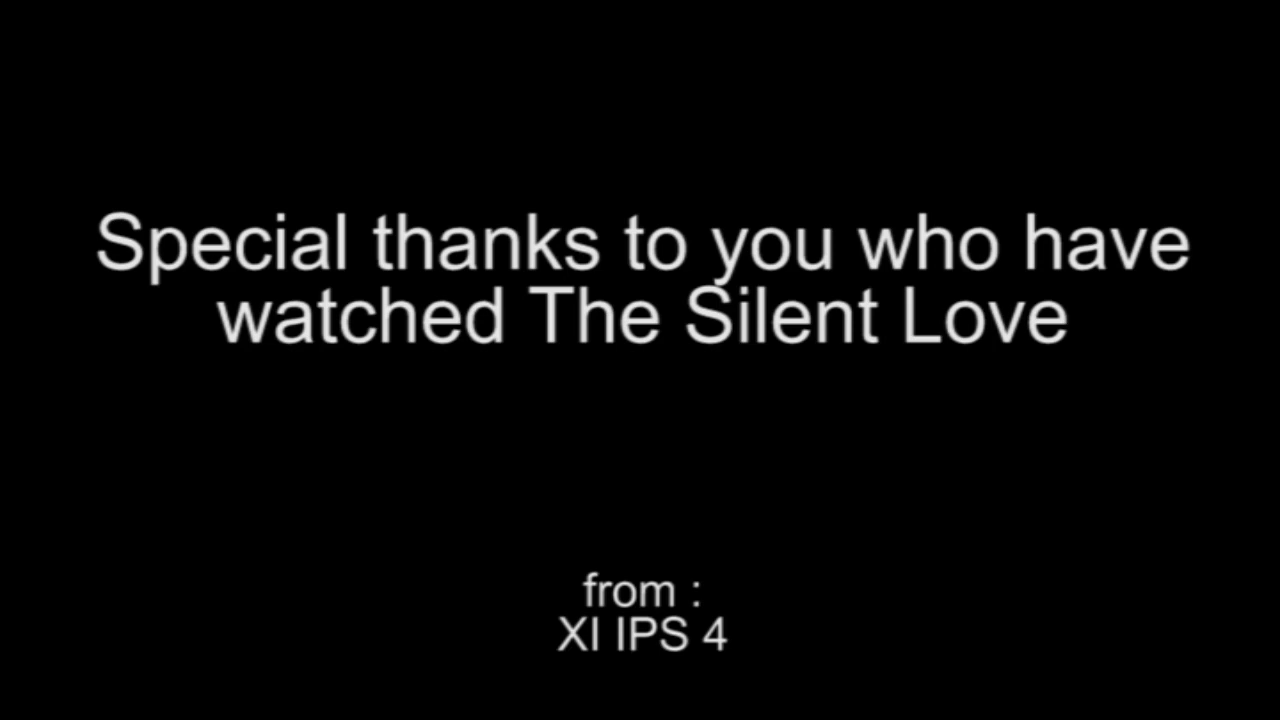 Special thanks to you who have
watched The Silent Love
from :
XI IPS 4